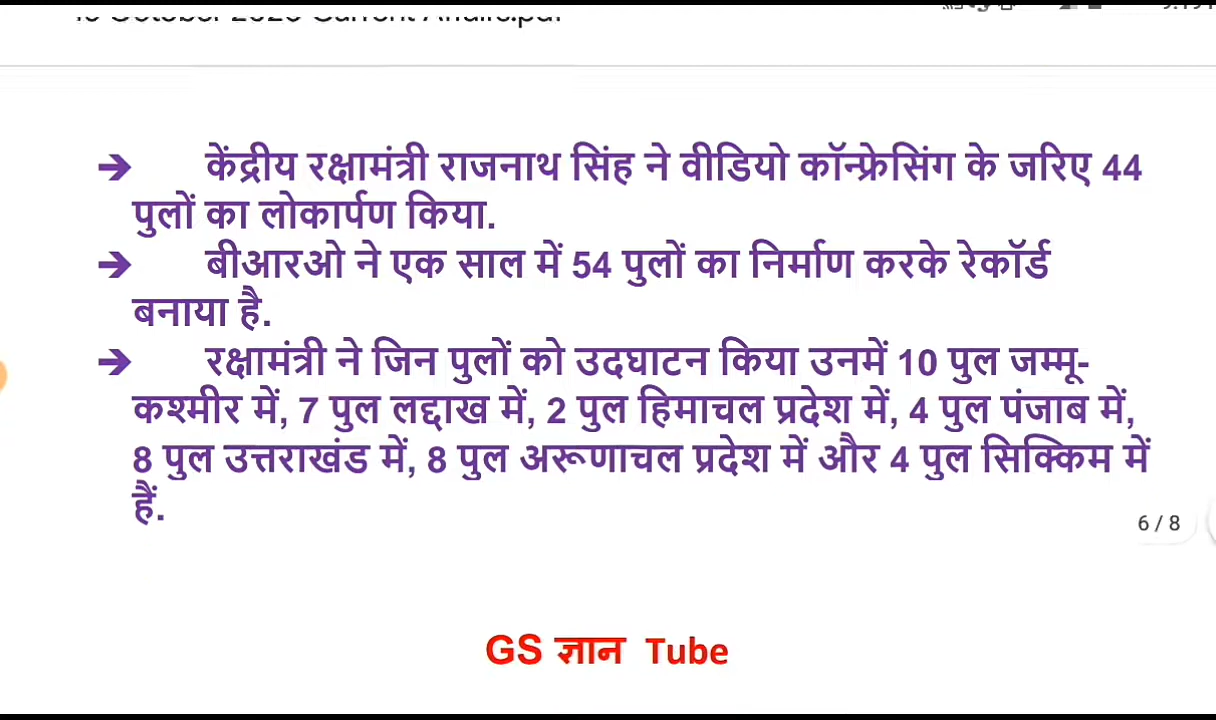 ➔ केंद्रीय रक्षामंत्री राजनाथ सिंह ने वीडियो कॉन्फ्रेसिंग के जरिए 44
पुलों का लोकार्पण किया.
➔ बीआरओ ने एक साल में 54 पुलों का निर्माण करके रेकॉर्ड
बनाया है.
➔ रक्षामंत्री ने जिन पुलों को उदघाटन किया उनमें 10 पुल जम्मू-
कश्मीर में, 7 पुल लद्दाख में, 2 पुल हिमाचल प्रदेश में, 4 पुल पंजाब में,
8 पुल उत्तराखंड में, 8 पुल अरूणाचल प्रदेश में और 4 पुल सिक्किम में
हैं.
6 / 8
GS ज्ञान Tube